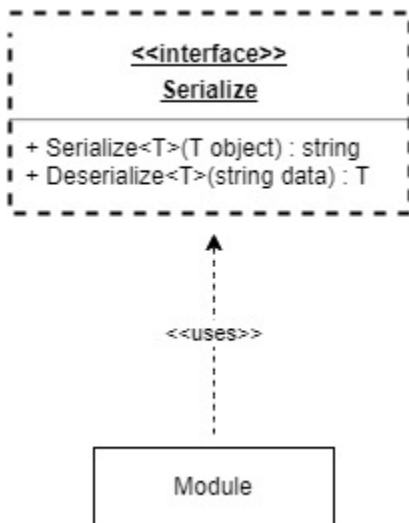 <<interface>>
Serialize
+ Serialize<T>(T object) : string
+ Deserialize<T>(string data) : T
<<uses>>
Module